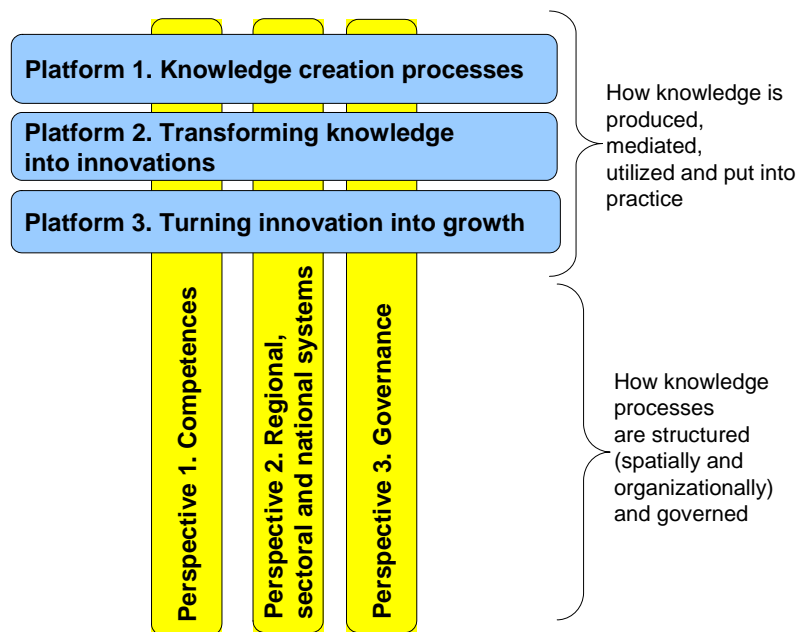 Platform 1. Knowledge creation processes
Platform 2. Transforming knowledge
into innovations
Platform 3. Turning innovation into growth
How knowledge is
produced,
mediated,
utilized and put into
practice
Perspective 1. Competences
Perspective 2. Regional,
sectoral and national systems
Perspective 3. Governance
How knowledge
processes
are structured
(spatially and
organizationally)
and governed